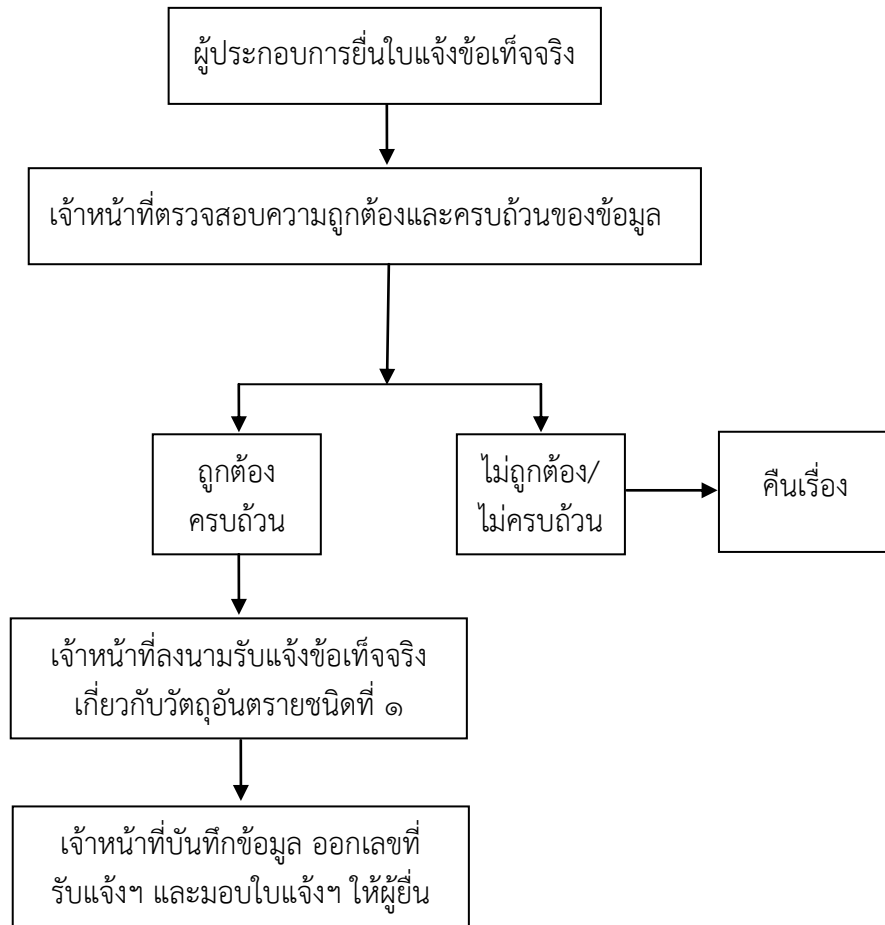 ผู้ประกอบการยื่นใบแจ้งข้อเท็จจริง
เจ้าหน้าที่ตรวจสอบความถูกต้องและครบถ้วนของข้อมูล
ถูกต้อง
ครบถ้วน
ไม่ถูกต้อง/
ไม่ครบถ้วน
คืนเรื่อง
เจ้าหน้าที่ลงนามรับแจ้งข้อเท็จจริง
เกี่ยวกับวัตถุอันตรายชนิดที่ ๑
เจ้าหน้าที่บันทึกข้อมูล ออกเลขที่
รับแจ้งฯ และมอบใบแจ้งฯ ให้ผู้ยื่น